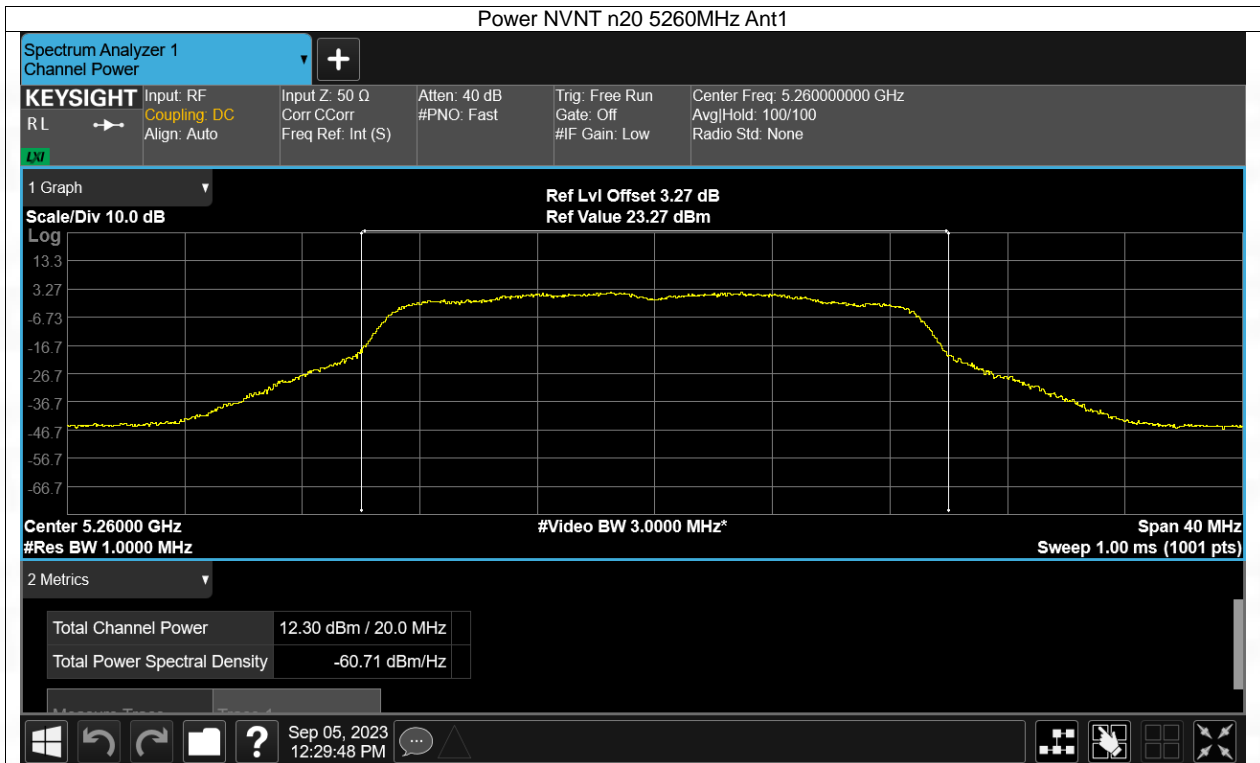 Power NVNT n20 5260MHz Ant1
Spectrum Analyzer 1
Channel Power
+
KEYSIGHT
RL
LXI
Input: RF
Coupling: DC
Align: Auto
Input Z: 50 Ω
Corr CCorr
Freq Ref: Int (S)
Atten: 40 dB
#PNO: Fast
Trig: Free Run
Gate: Off
#IF Gain: Low
Center Freq: 5.260000000 GHz
Avg|Hold: 100/100
Radio Std: None
1 Graph
Scale/Div 10.0 dB
Ref Lvl Offset 3.27 dB
Ref Value 23.27 dBm
Log
13.3
3.27
-6.73
-16.7
-26.7
-36.7
-46.7
-56.7
-66.7
Center 5.26000 GHz
#Res BW 1.0000 MHz
#Video BW 3.0000 MHz*
Span 40 MHz
Sweep 1.00 ms (1001 pts)
2 Metrics
Total Channel Power 12.30 dBm / 20.0 MHz
Total Power Spectral Density -60.71 dBm/Hz
?
Sep 05, 2023
12:29:48 PM